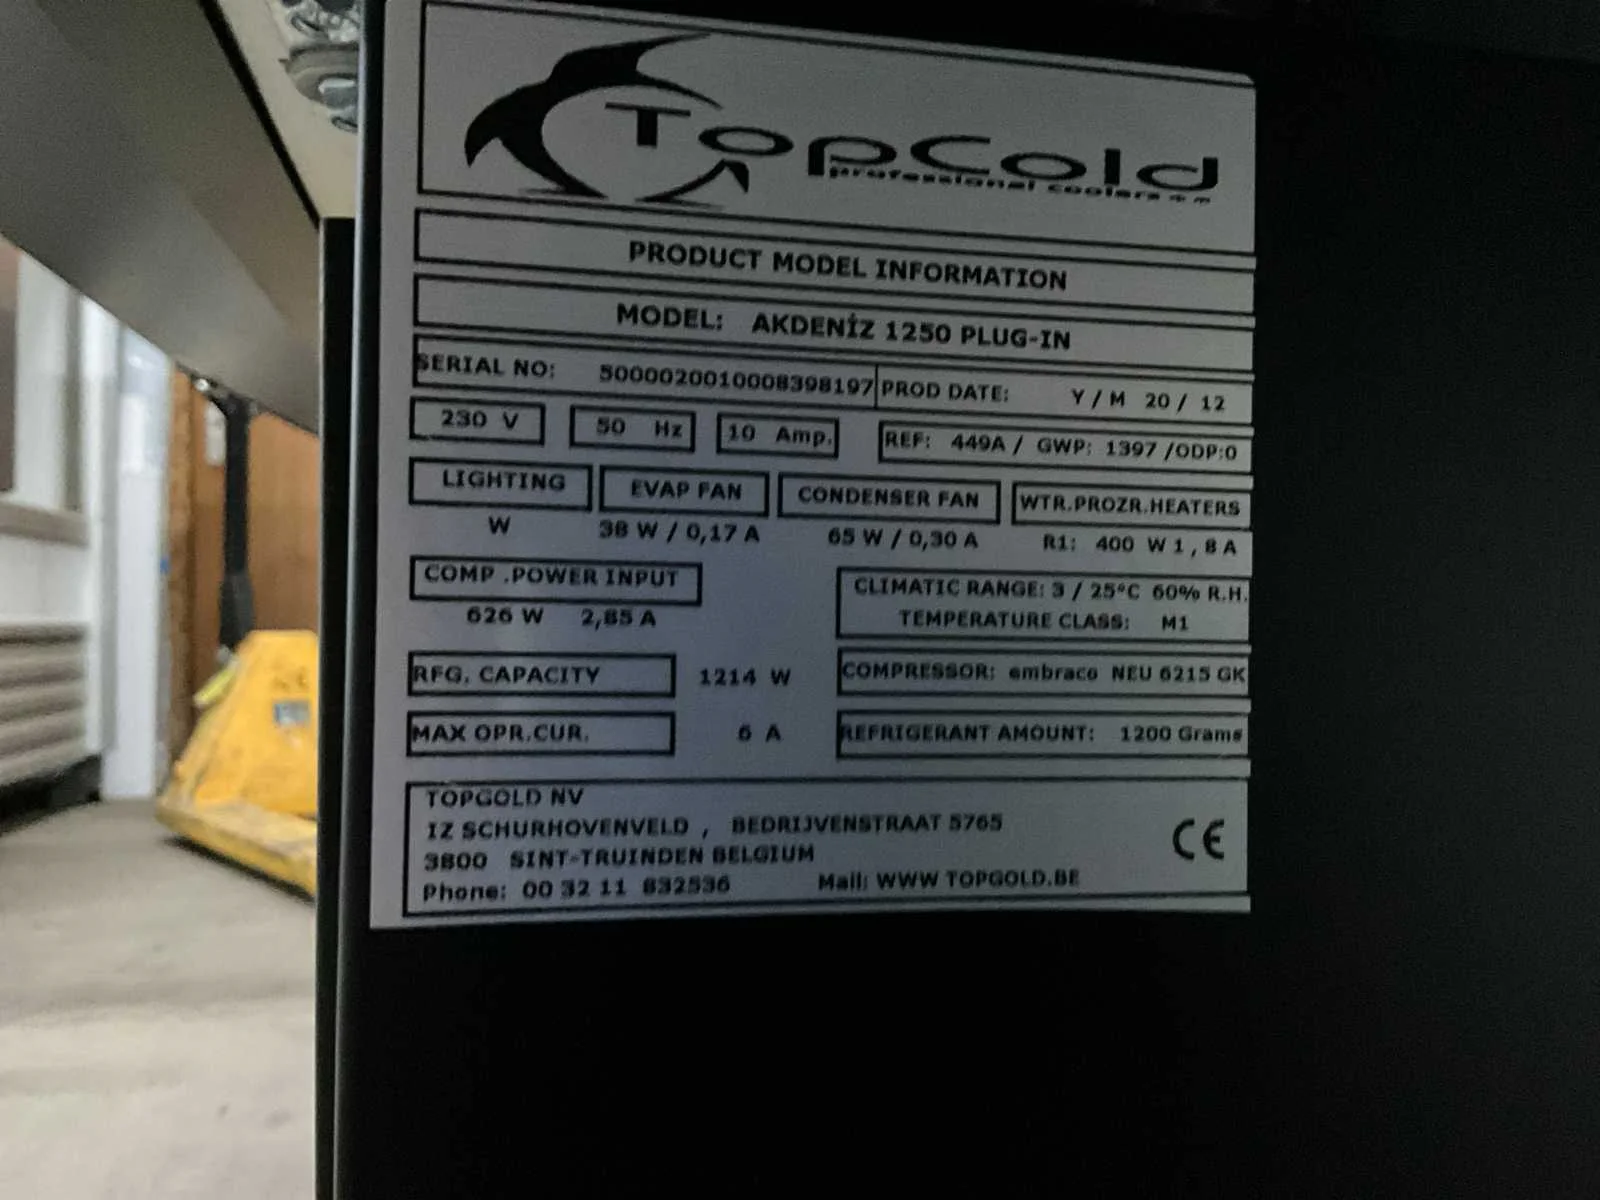 TopCold
professional coolers
PRODUCT MODEL INFORMATION
MODEL: AKDENİZ 1250 PLUG-IN
SERIAL NO: 5000020010008398197 PROD DATE: Y / M 20 / 12
230 V 50 Hz 10 Amp. REF: 449A / GWP: 1397 /ODP:0
LIGHTING EVAP FAN CONDENSER FAN WTR.PROZR.HEATERS
W 38 W / 0,17 A 65 W / 0,30 A R1: 400 W 1 , 8 A
COMP .POWER INPUT CLIMATIC RANGE: 3 / 25°C 60% R.H.
626 W 2,85 A TEMPERATURE CLASS: M1
RFG. CAPACITY 1214 W COMPRESSOR: embraco NEU 6215 GK
MAX OPR.CUR. 6 A REFRIGERANT AMOUNT: 1200 Grams
TOPGOLD NV
IZ SCHURHOVENVELD , BEDRIJVENSTRAAT 5765
3800 SINT-TRUINDEN BELGIUM
Phone: 00 32 11 832536 Mail: WWW TOPGOLD.BE
CE